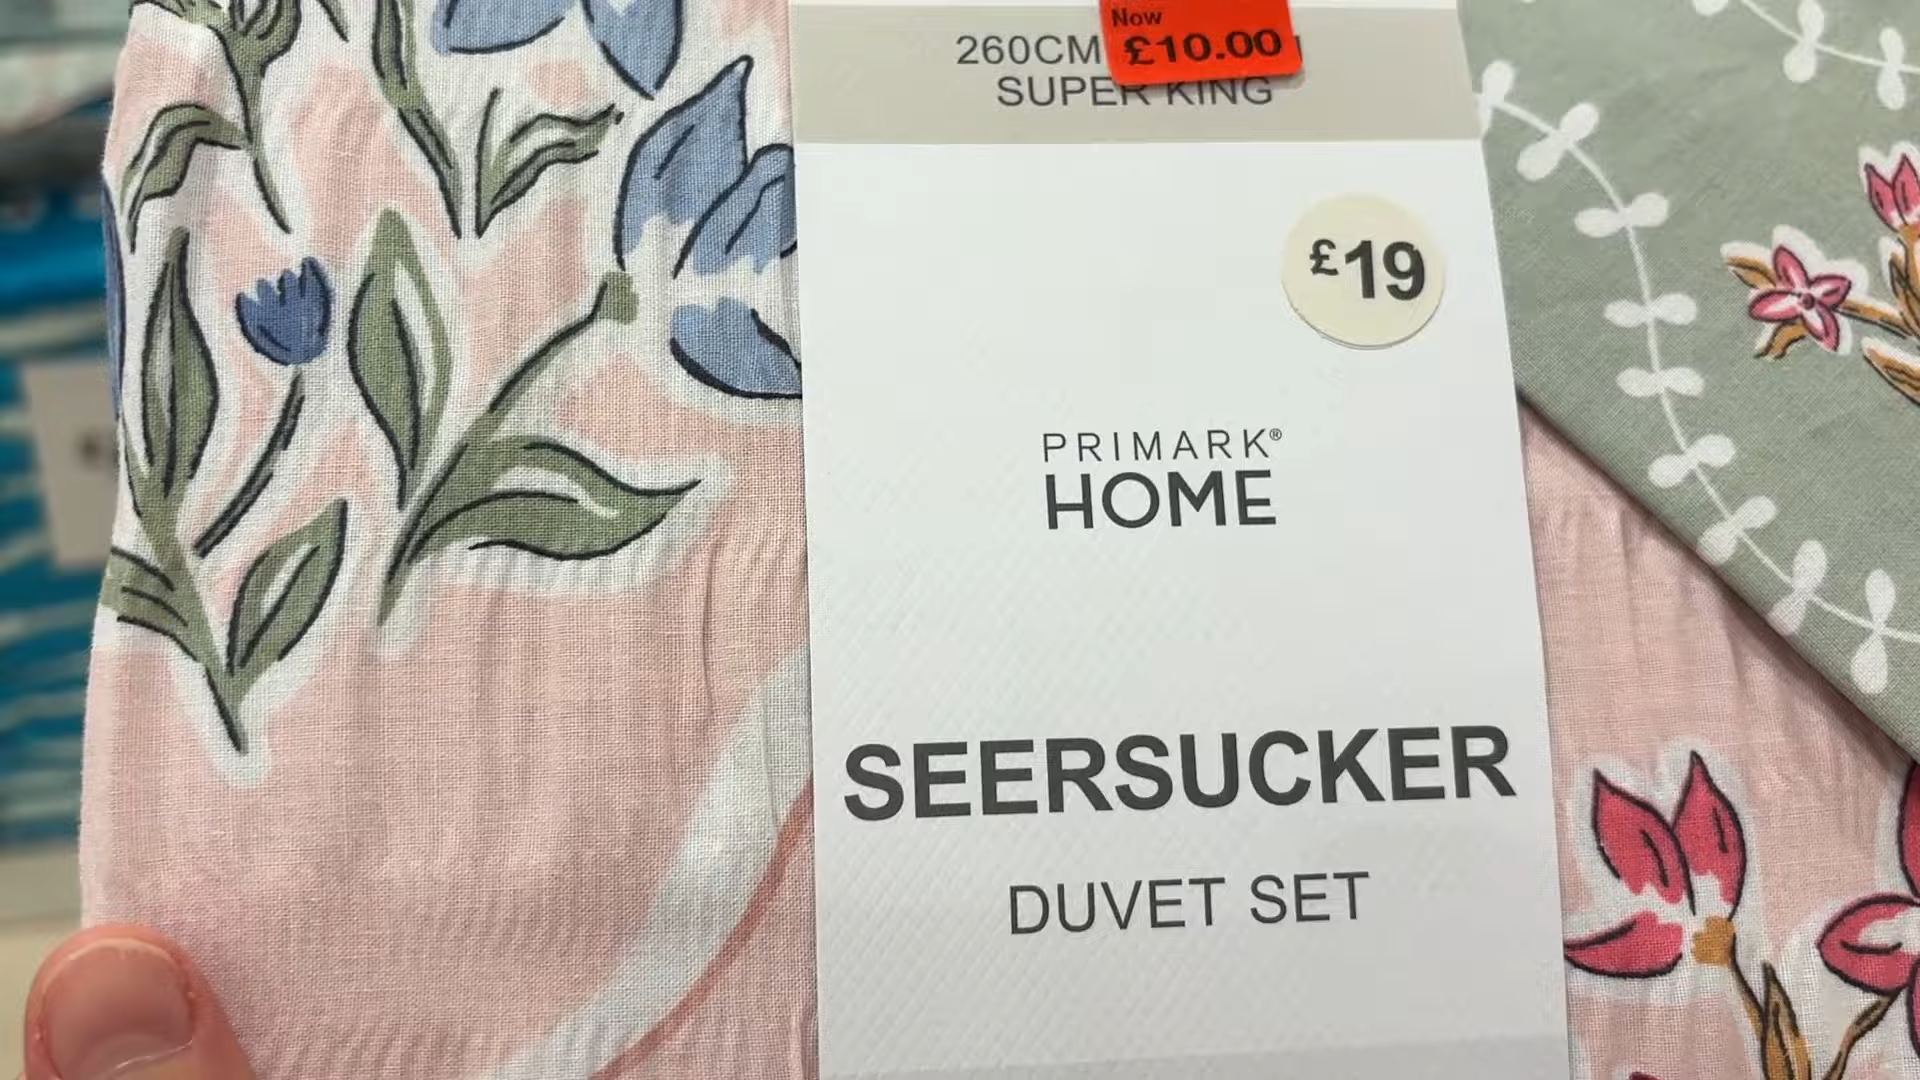 Now
£10.00
260CM
SUPER KING
£19
PRIMARK®
HOME
SEERSUCKER
DUVET SET